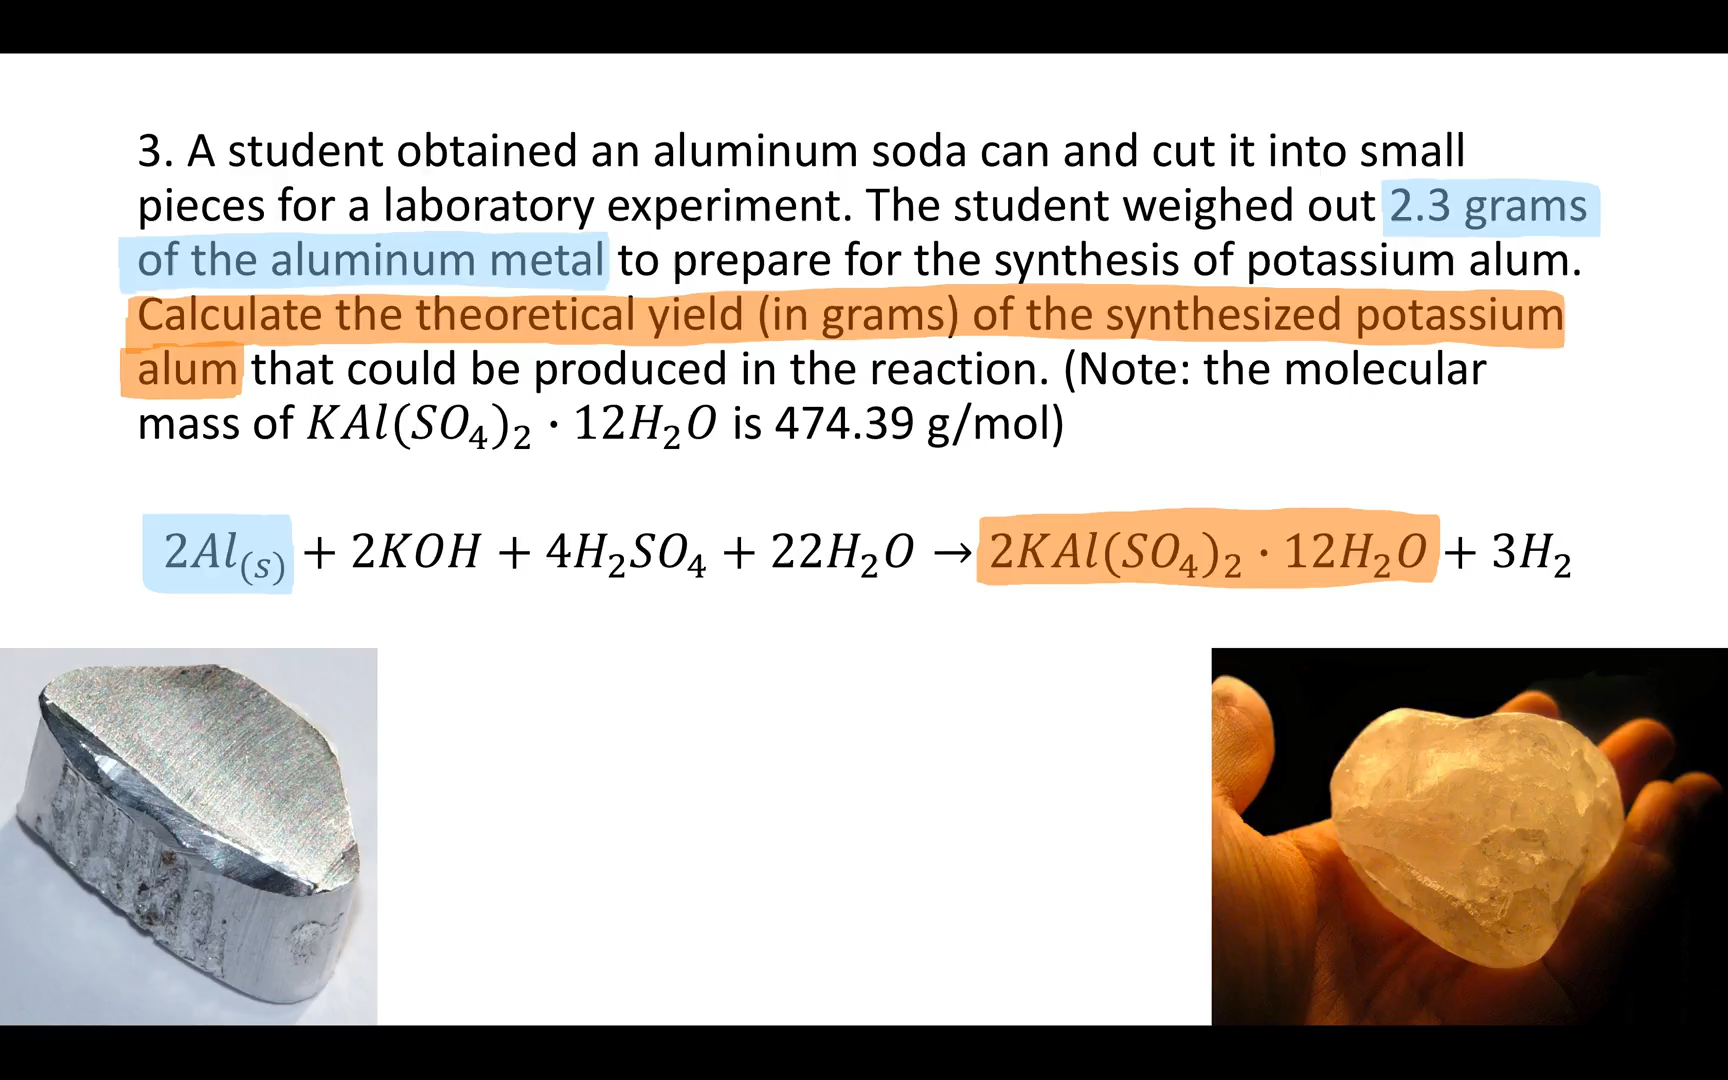 3. A student obtained an aluminum soda can and cut it into small
pieces for a laboratory experiment. The student weighed out 2.3 grams
of the aluminum metal to prepare for the synthesis of potassium alum.
Calculate the theoretical yield (in grams) of the synthesized potassium
alum that could be produced in the reaction. (Note: the molecular
mass of KAl(SO₄)₂ · 12H₂O is 474.39 g/mol)
2Al₍ₛ₎ + 2KOH + 4H₂SO₄ + 22H₂O → 2KAl(SO₄)₂ · 12H₂O + 3H₂